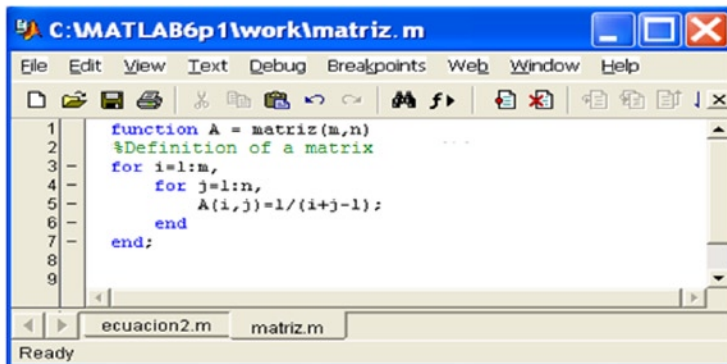 C:\MATLAB6p1\work\matriz.m
File Edit View Text Debug Breakpoints Web Window Help
1 function A = matriz(m,n)
2 %Definition of a matrix
3 - for i=1:m,
4 - for j=1:n,
5 - A(i,j)=1/(i+j-1);
6 - end
7 - end;
8
9
ecuacion2.m matriz.m
Ready